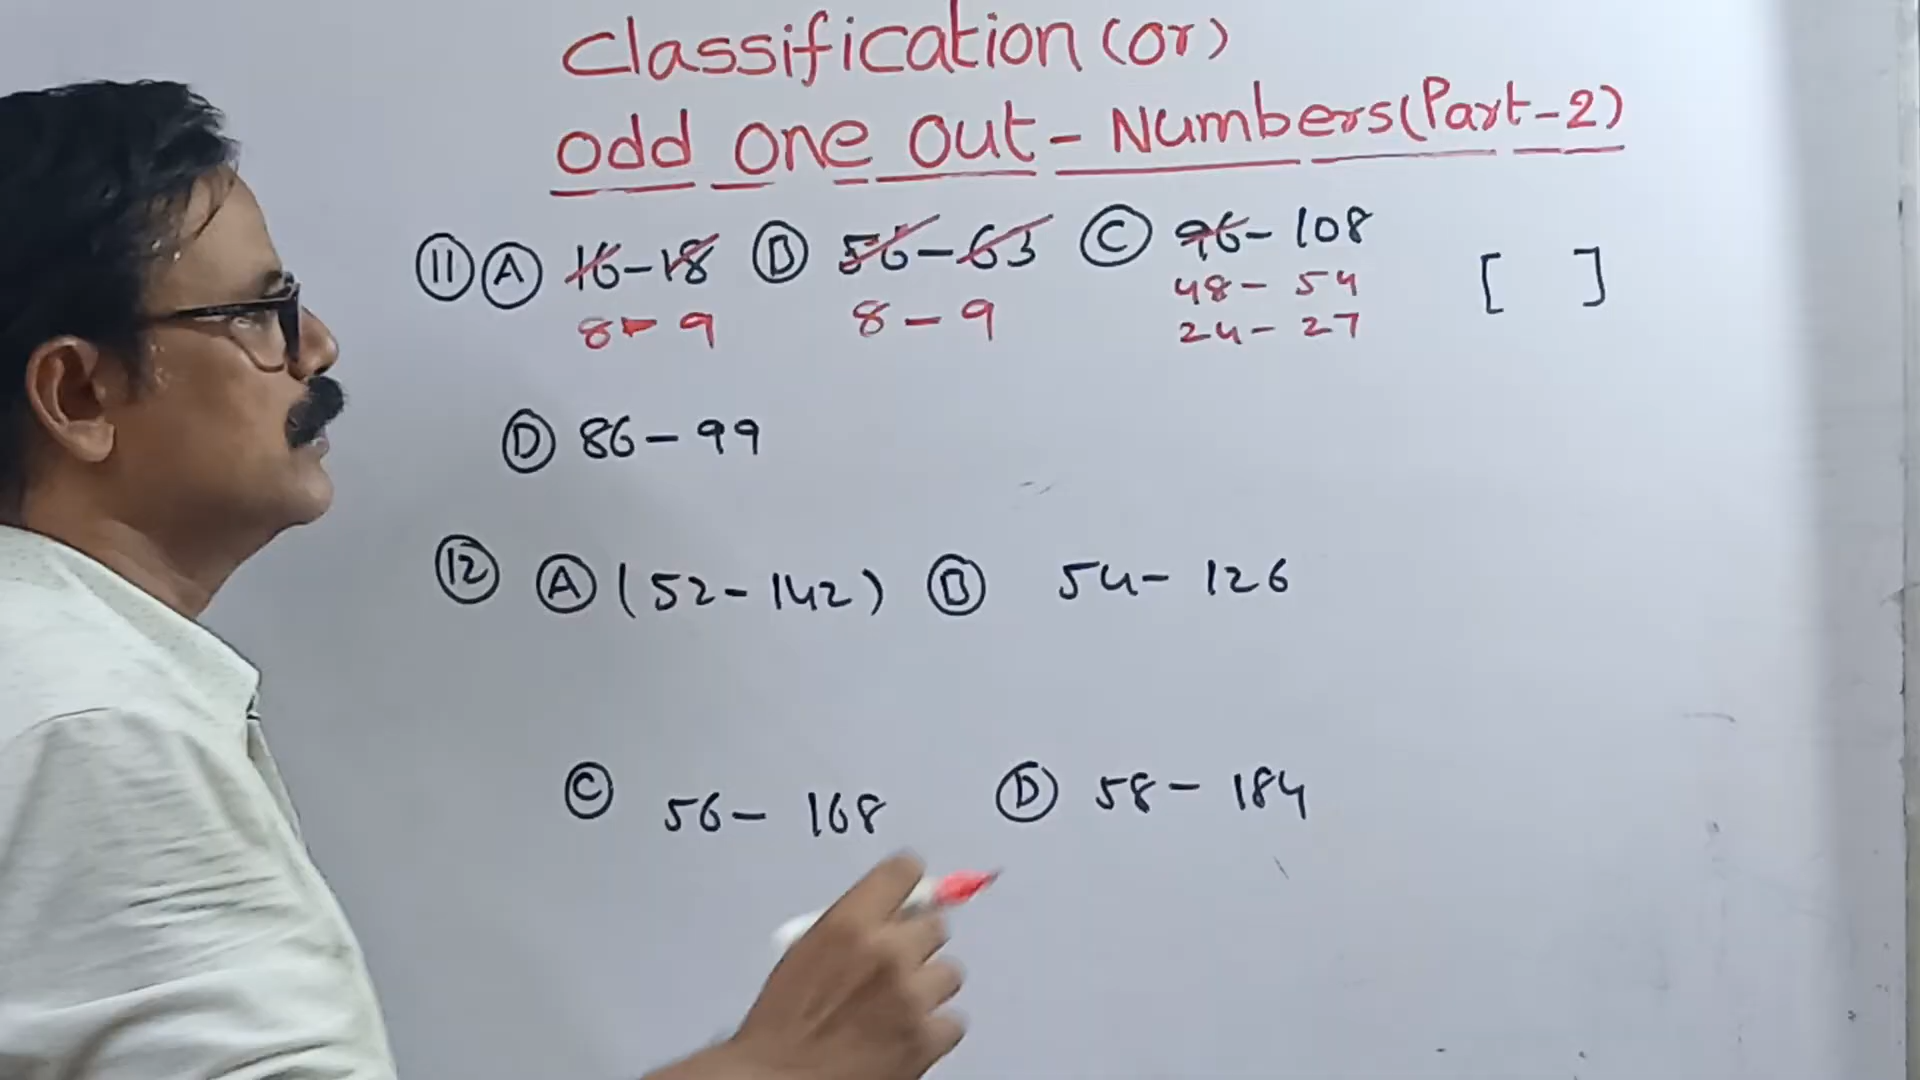 Classification (or)
odd one out - Numbers (Part-2)
11 A 16-18 B 56-63 C 96-108 [ ]
8-9 8-9 48-54
24-27
D 86-99
12 A (52-142) B 54-126
C 56-168 D 58-184